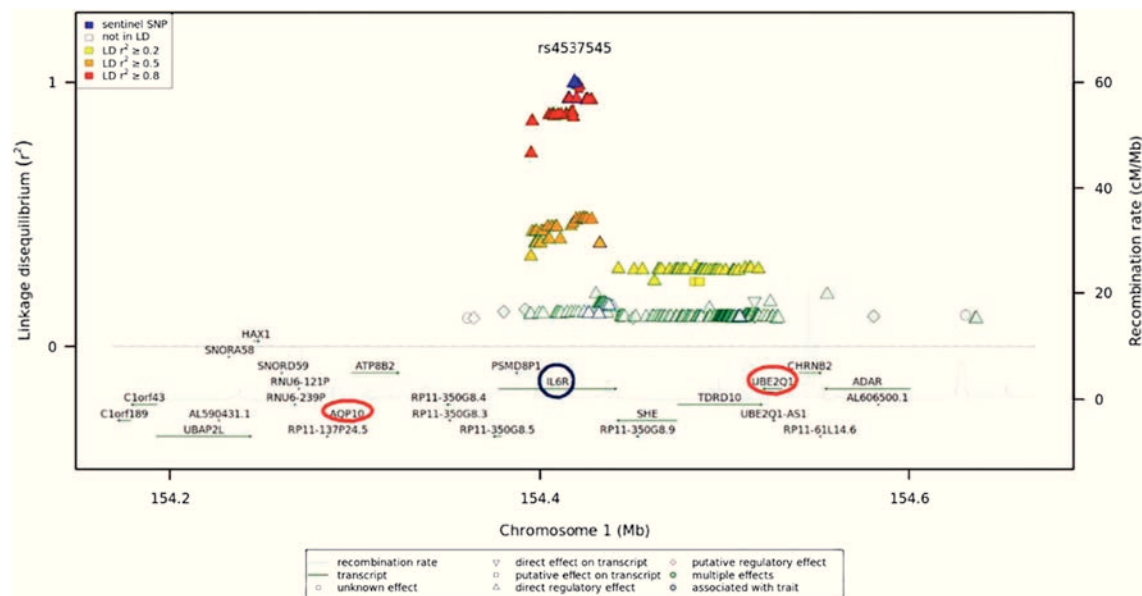 sentinel SNP
not in LD
LD r² ≥ 0.2
LD r² ≥ 0.5
LD r² ≥ 0.8
rs4537545
1
0
Linkage disequilibrium (r²)
60
40
20
0
Recombination rate (cM/Mb)
HAX1
SNORA58
SNORD59 ATP8B2 PSMD8P1 CHRNB2
RNU6-121P IL6R UBE2Q1 ADAR
C1orf43 RNU6-239P RP11-350G8.4 TDRD10 AL606500.1
C1orf189 AL590431.1 AQP10 RP11-350G8.3 SHE UBE2Q1-AS1
UBAP2L RP11-137P24.5 RP11-350G8.5 RP11-350G8.9 RP11-61L14.6
154.2 154.4 154.6
Chromosome 1 (Mb)
recombination rate direct effect on transcript putative regulatory effect
transcript putative effect on transcript multiple effects
unknown effect direct regulatory effect associated with trait